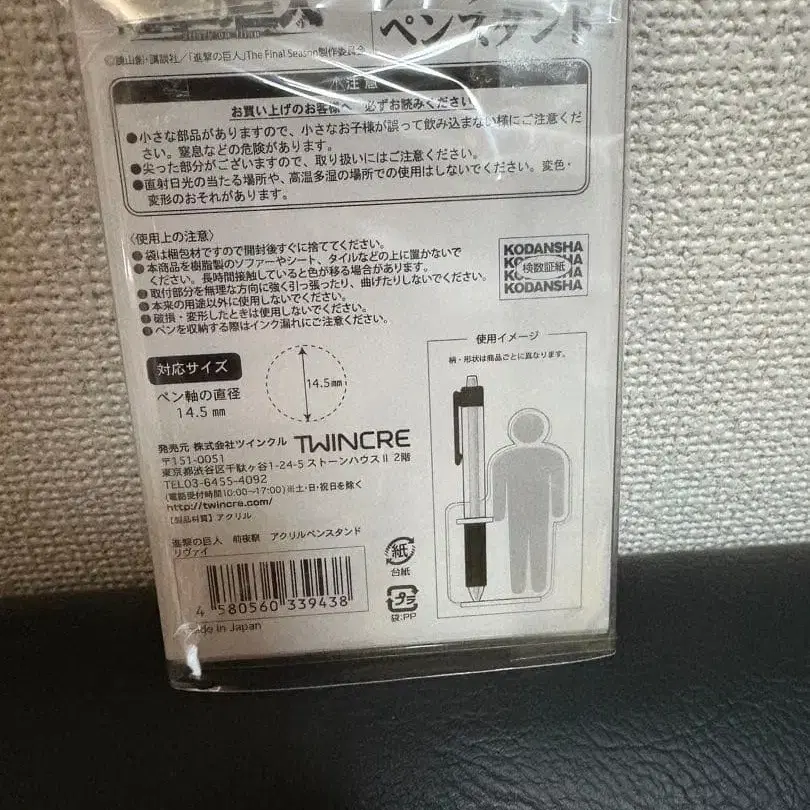 ペンスタンド
©諫山創・講談社/「進撃の巨人」The Final Season製作委員会
注意
お買い上げのお客様へ 必ずお読みください
●小さな部品がありますので、小さなお子様が誤って飲み込まない様にご注意くだ
さい。窒息などの危険があります。
●尖った部分がございますので、取り扱いにはご注意ください。
●直射日光の当たる場所や、高温多湿の場所での使用はしないでください。変色・
変形のおそれがあります。
〈使用上の注意〉
●袋は梱包材ですので開封後すぐに捨ててください。
●本商品を樹脂製のソファーやシート、タイルなどの上に置かないで
ください。長時間接触していると色が移る場合があります。
●取付部分を無理な方向に強く引っ張ったり、曲げたりしないでください。
●本来の用途以外に使用しないでください。
●破損・変形したときは使用しないでください。
●ペンを収納する際はインク漏れにご注意ください。
KODANSHA
KODANSHA
検数証紙
KODANSHA
KODANSHA
対応サイズ
ペン軸の直径
14.5㎜
14.5㎜
使用イメージ
柄・形状は商品ごとに異なります。
発売元 株式会社ツインクル TWINCRE
〒151-0051
東京都渋谷区千駄ヶ谷1-24-5 ストーンハウスⅡ 2階
TEL03-6455-4092
(電話受付時間10:00~17:00)※土・日・祝日を除く
http://twincre.com/
【製品材質】アクリル
進撃の巨人 前夜祭 アクリルペンスタンド
リヴァイ
4 580560 339438
紙
台紙
プラ
袋:PP
in Japan